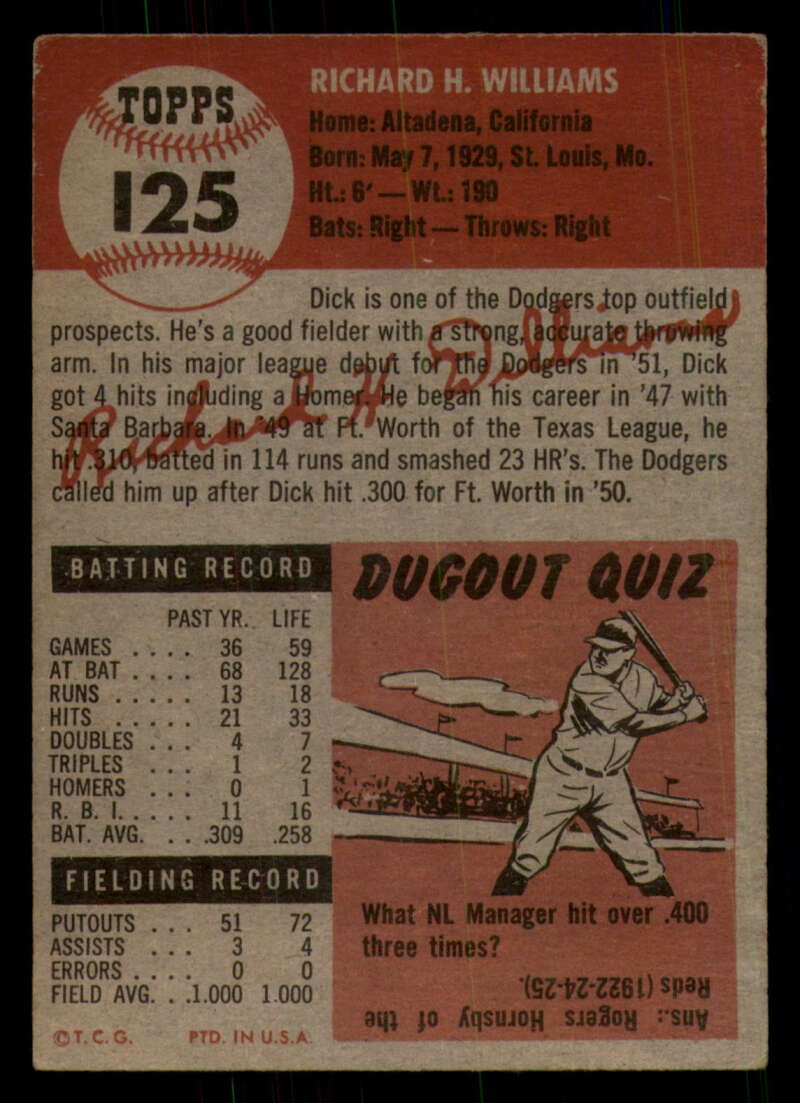 TOPPS
125
RICHARD H. WILLIAMS
Home: Altadena, California
Born: May 7, 1929, St. Louis, Mo.
Ht.: 6' — Wt.: 190
Bats: Right — Throws: Right
Dick is one of the Dodgers top outfield
prospects. He's a good fielder with a strong, accurate throwing
arm. In his major league debut for the Dodgers in '51, Dick
got 4 hits including a Homer. He began his career in '47 with
Santa Barbara. In '49 at Ft. Worth of the Texas League, he
hit .310, batted in 114 runs and smashed 23 HR's. The Dodgers
called him up after Dick hit .300 for Ft. Worth in '50.
BATTING RECORD
PAST YR. LIFE
GAMES .... 36 59
AT BAT .... 68 128
RUNS ..... 13 18
HITS ..... 21 33
DOUBLES ... 4 7
TRIPLES ... 1 2
HOMERS ... 0 1
R. B. I. .... 11 16
BAT. AVG. ...309 .258
FIELDING RECORD
PUTOUTS ... 51 72
ASSISTS ... 3 4
ERRORS .... 0 0
FIELD AVG. ..1.000 1.000
©T.C.G. PTD. IN U.S.A.
DUGOUT QUIZ
What NL Manager hit over .400
three times?
Ans.: Rogers Hornsby of the
Reds (1922-24-25).